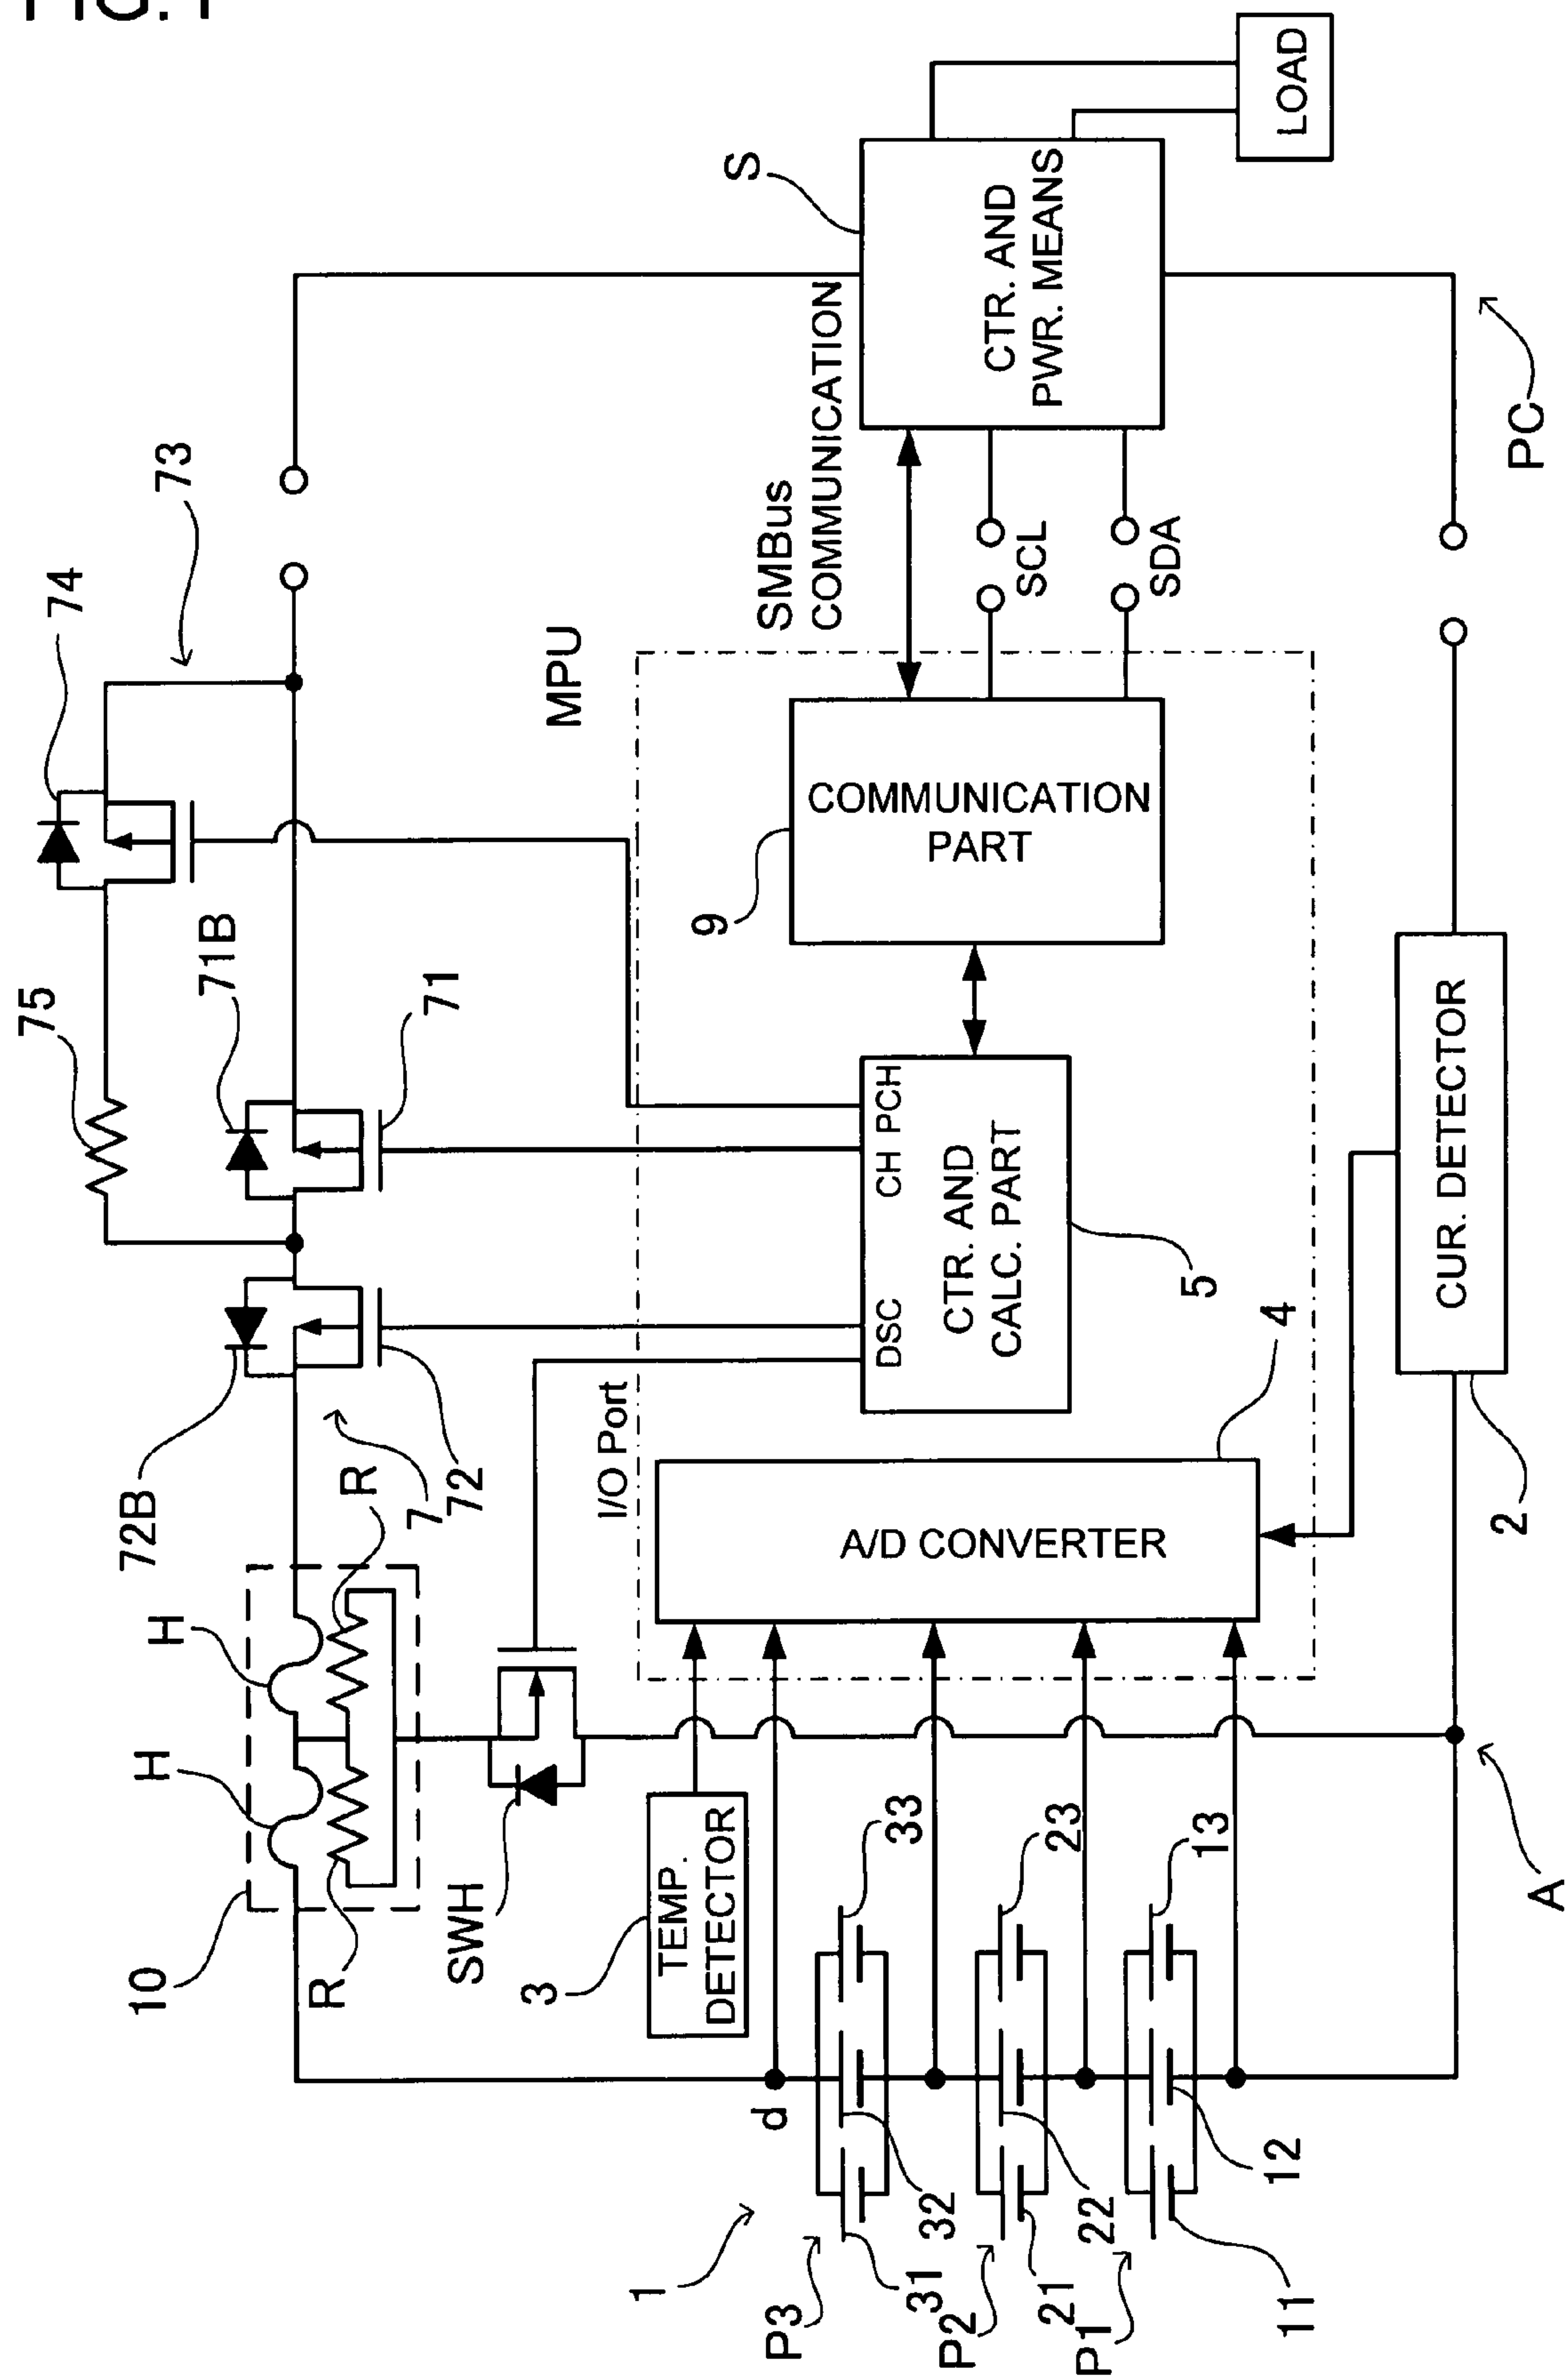 FIG. 1
73
74
75
71B
71
72B
7
72
H
H
R
R
10
SWH
MPU
I/O Port
SMBus
COMMUNICATION
S
CTR. AND
PWR. MEANS
LOAD
SCL
SDA
PC
COMMUNICATION
PART
9
PCH
CH
DSC
CTR. AND
CALC. PART
5
4
A/D CONVERTER
CUR. DETECTOR
2
3
TEMP.
DETECTOR
A
d
1
P3
31
32
33
P2
21
22
23
P1
11
12
13